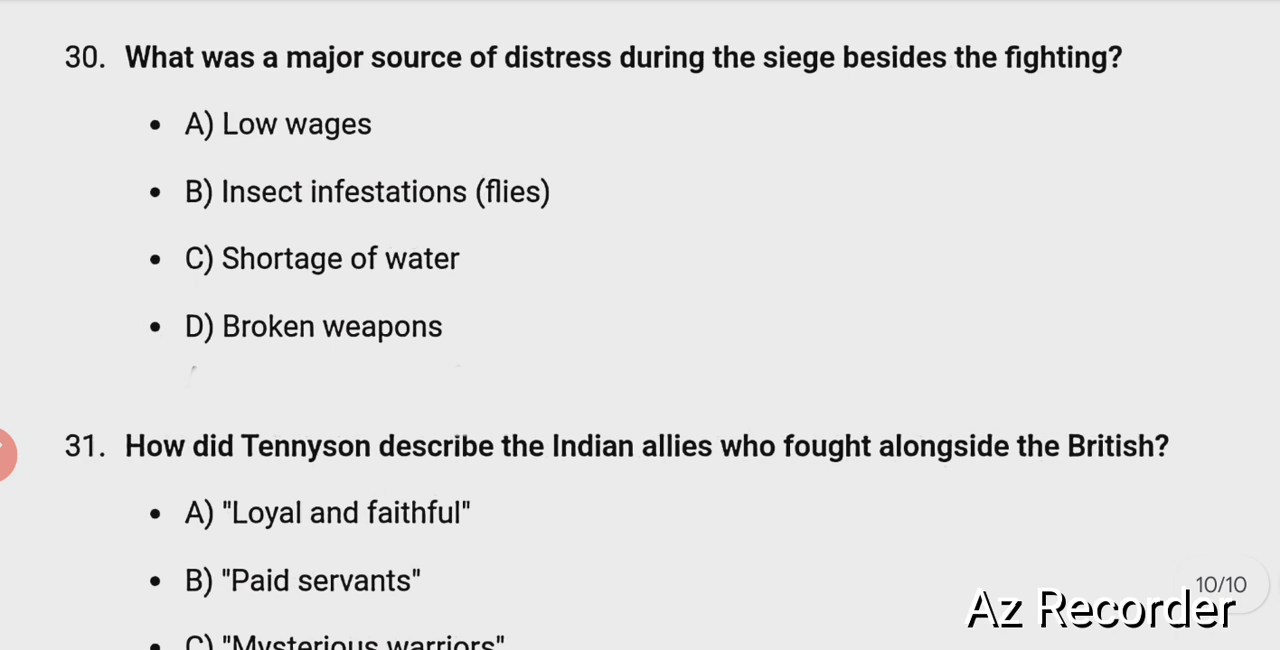 30. What was a major source of distress during the siege besides the fighting?
• A) Low wages
• B) Insect infestations (flies)
• C) Shortage of water
• D) Broken weapons
31. How did Tennyson describe the Indian allies who fought alongside the British?
• A) "Loyal and faithful"
• B) "Paid servants"
• C) "Mysterious warriors"
10/10
Az Recorder